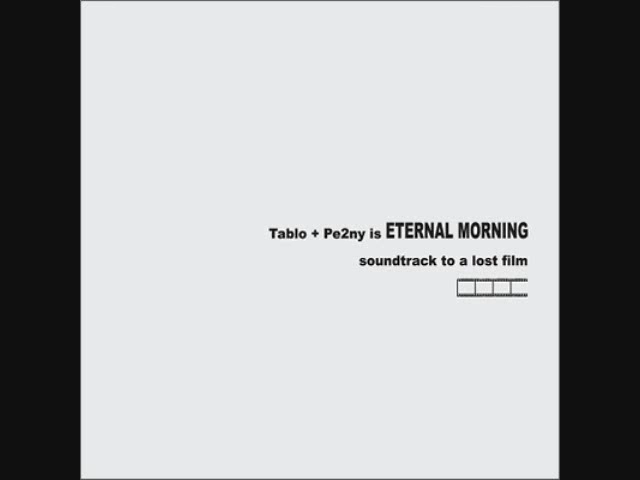 Tablo + Pe2ny is ETERNAL MORNING
soundtrack to a lost film